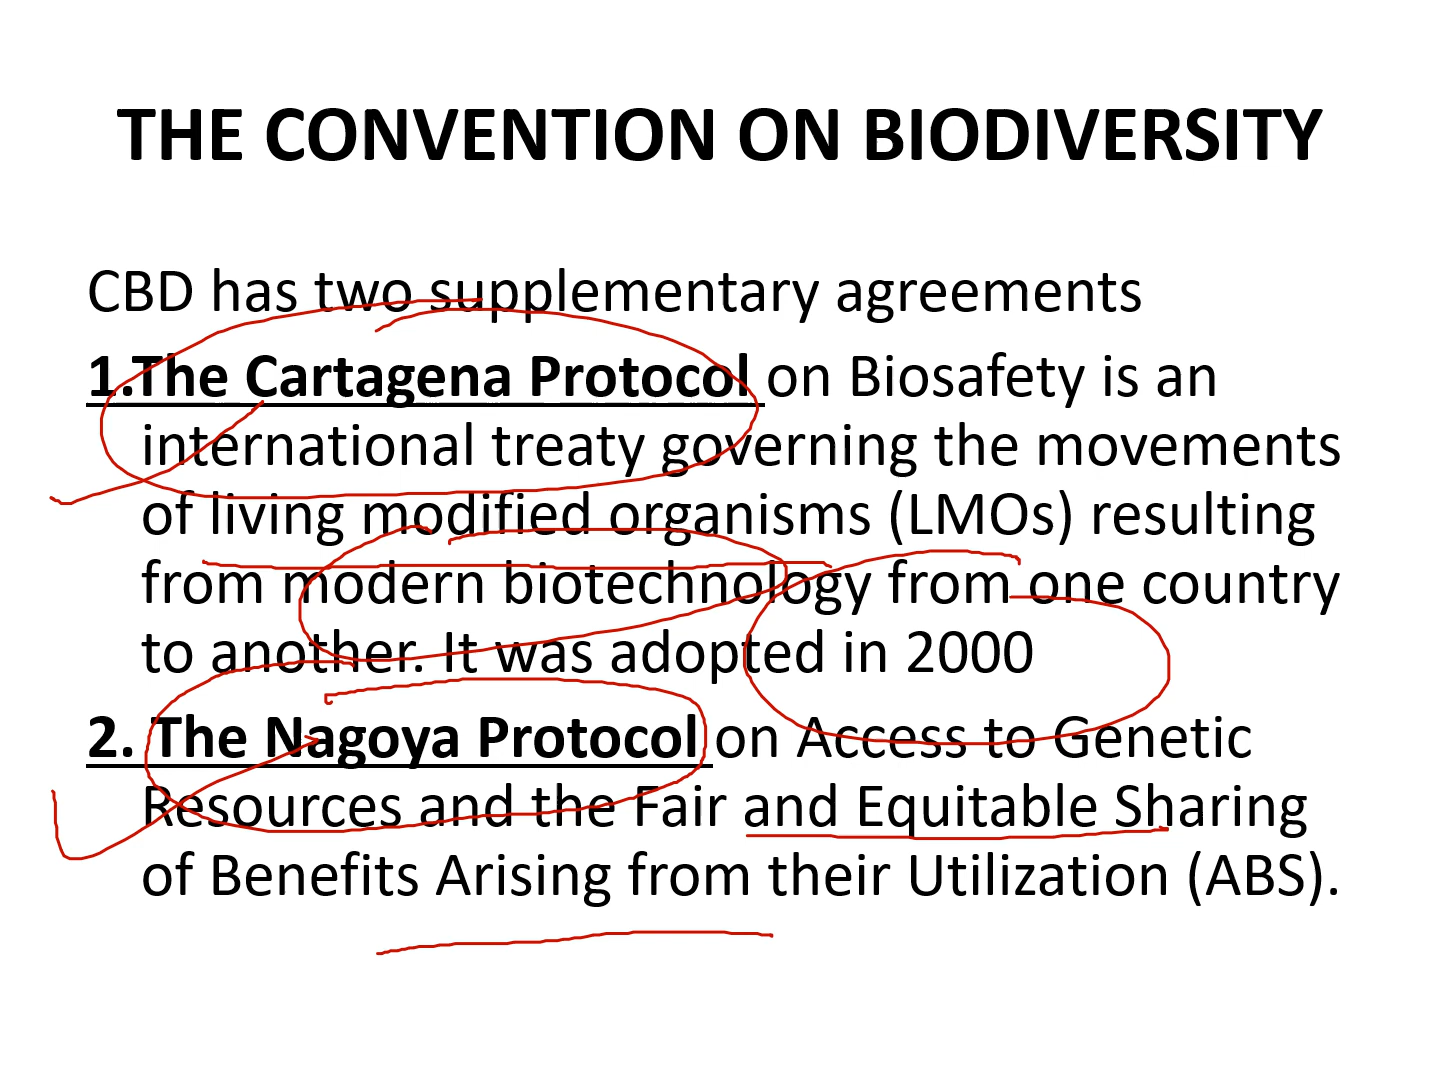 THE CONVENTION ON BIODIVERSITY
CBD has two supplementary agreements
1.The Cartagena Protocol on Biosafety is an
international treaty governing the movements
of living modified organisms (LMOs) resulting
from modern biotechnology from one country
to another. It was adopted in 2000
2. The Nagoya Protocol on Access to Genetic
Resources and the Fair and Equitable Sharing
of Benefits Arising from their Utilization (ABS).